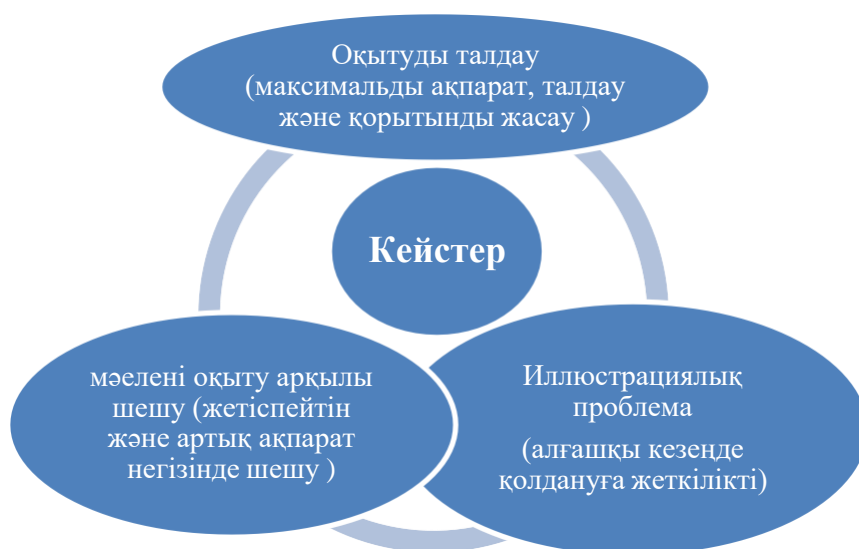 Оқытуды талдау
(максимальды ақпарат, талдау
және қорытынды жасау )
Кейстер
мәелені оқыту арқылы
шешу (жетіспейтін
және артық ақпарат
негізінде шешу )
Иллюстрациялық
проблема
(алғашқы кезеңде
қолдануға жеткілікті)